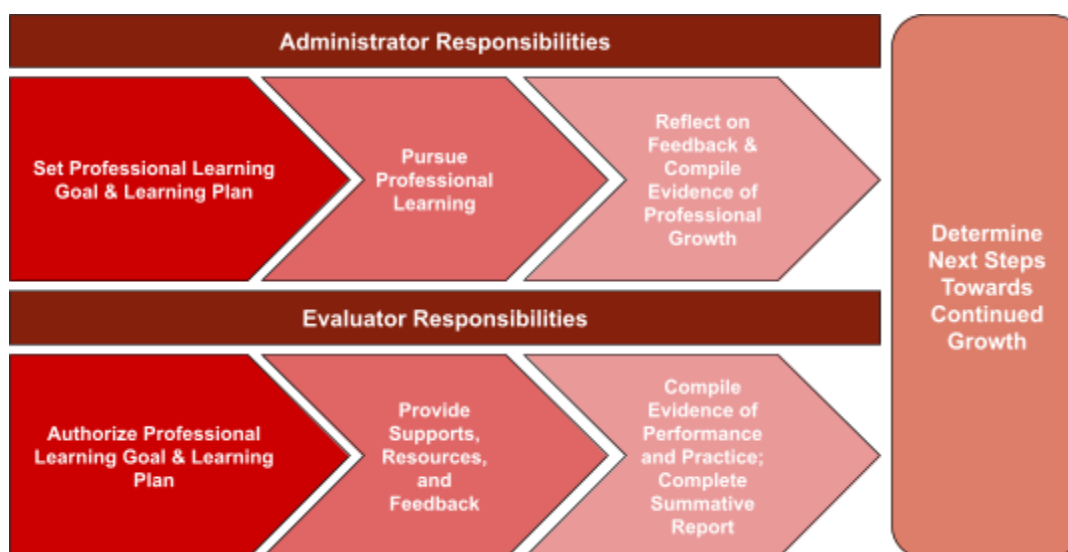 Administrator Responsibilities
Set Professional Learning
Goal & Learning Plan
Pursue
Professional
Learning
Reflect on
Feedback &
Compile
Evidence of
Professional
Growth
Evaluator Responsibilities
Authorize Professional
Learning Goal & Learning
Plan
Provide
Supports,
Resources,
and
Feedback
Compile
Evidence of
Performance
and Practice;
Complete
Summative
Report
Determine
Next Steps
Towards
Continued
Growth